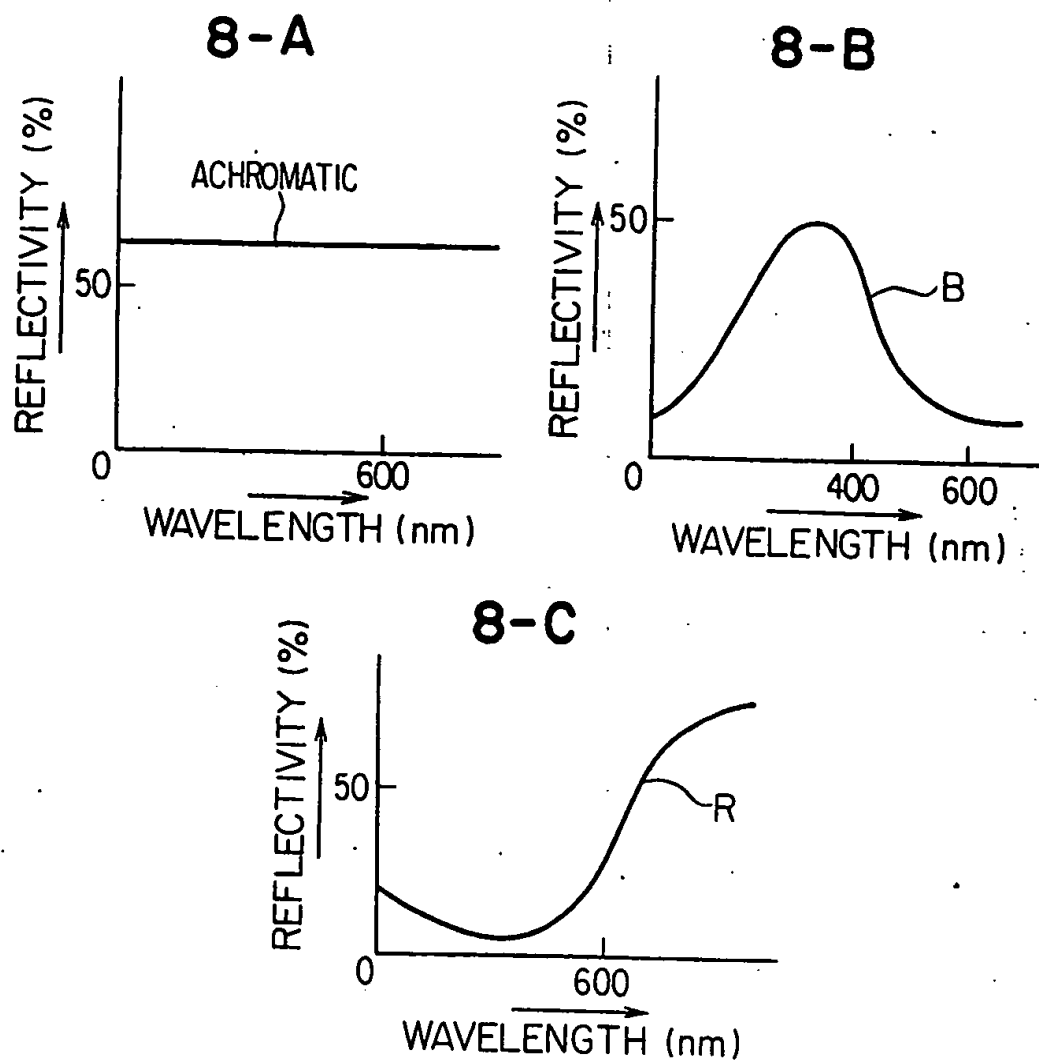 8-A
REFLECTIVITY (%)
ACHROMATIC
50
0
600
WAVELENGTH (nm)
8-B
REFLECTIVITY (%)
50
B
0
400
600
WAVELENGTH (nm)
8-C
REFLECTIVITY (%)
50
R
0
600
WAVELENGTH (nm)